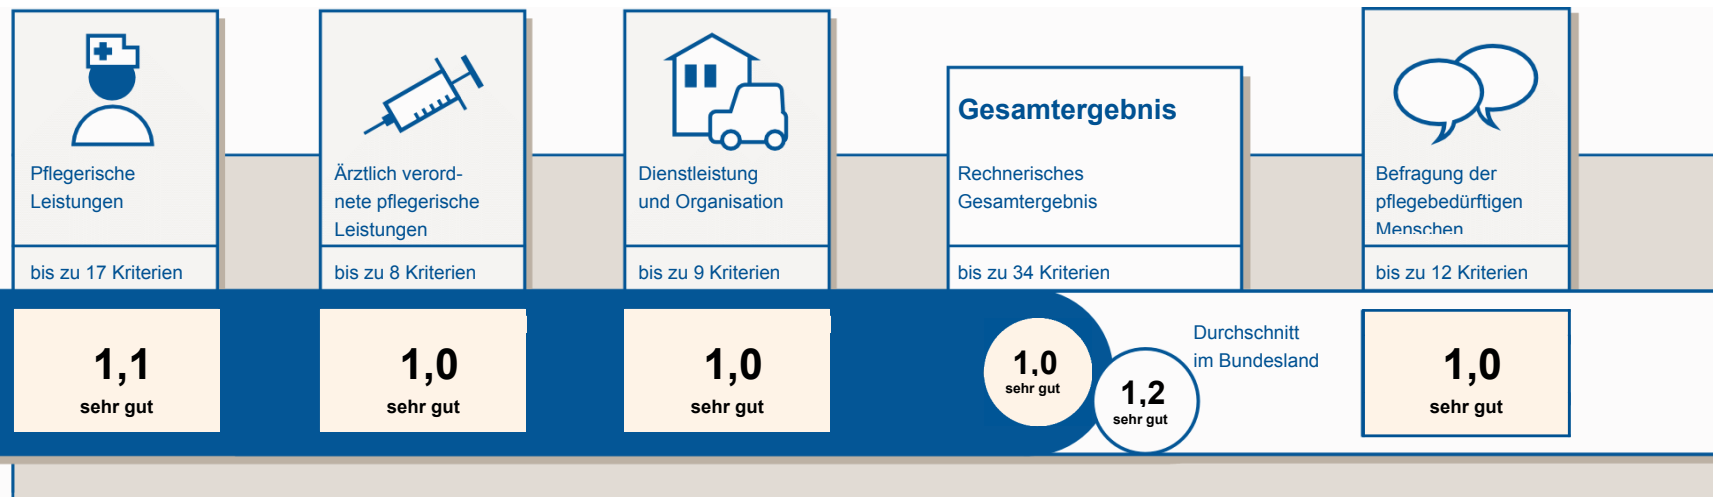 Pflegerische
Leistungen
bis zu 17 Kriterien
1,1
sehr gut
Ärztlich verord-
nete pflegerische
Leistungen
bis zu 8 Kriterien
1,0
sehr gut
Dienstleistung
und Organisation
bis zu 9 Kriterien
1,0
sehr gut
Gesamtergebnis
Rechnerisches
Gesamtergebnis
bis zu 34 Kriterien
1,0
sehr gut
1,2
sehr gut
Durchschnitt
im Bundesland
Befragung der
pflegebedürftigen
Menschen
bis zu 12 Kriterien
1,0
sehr gut